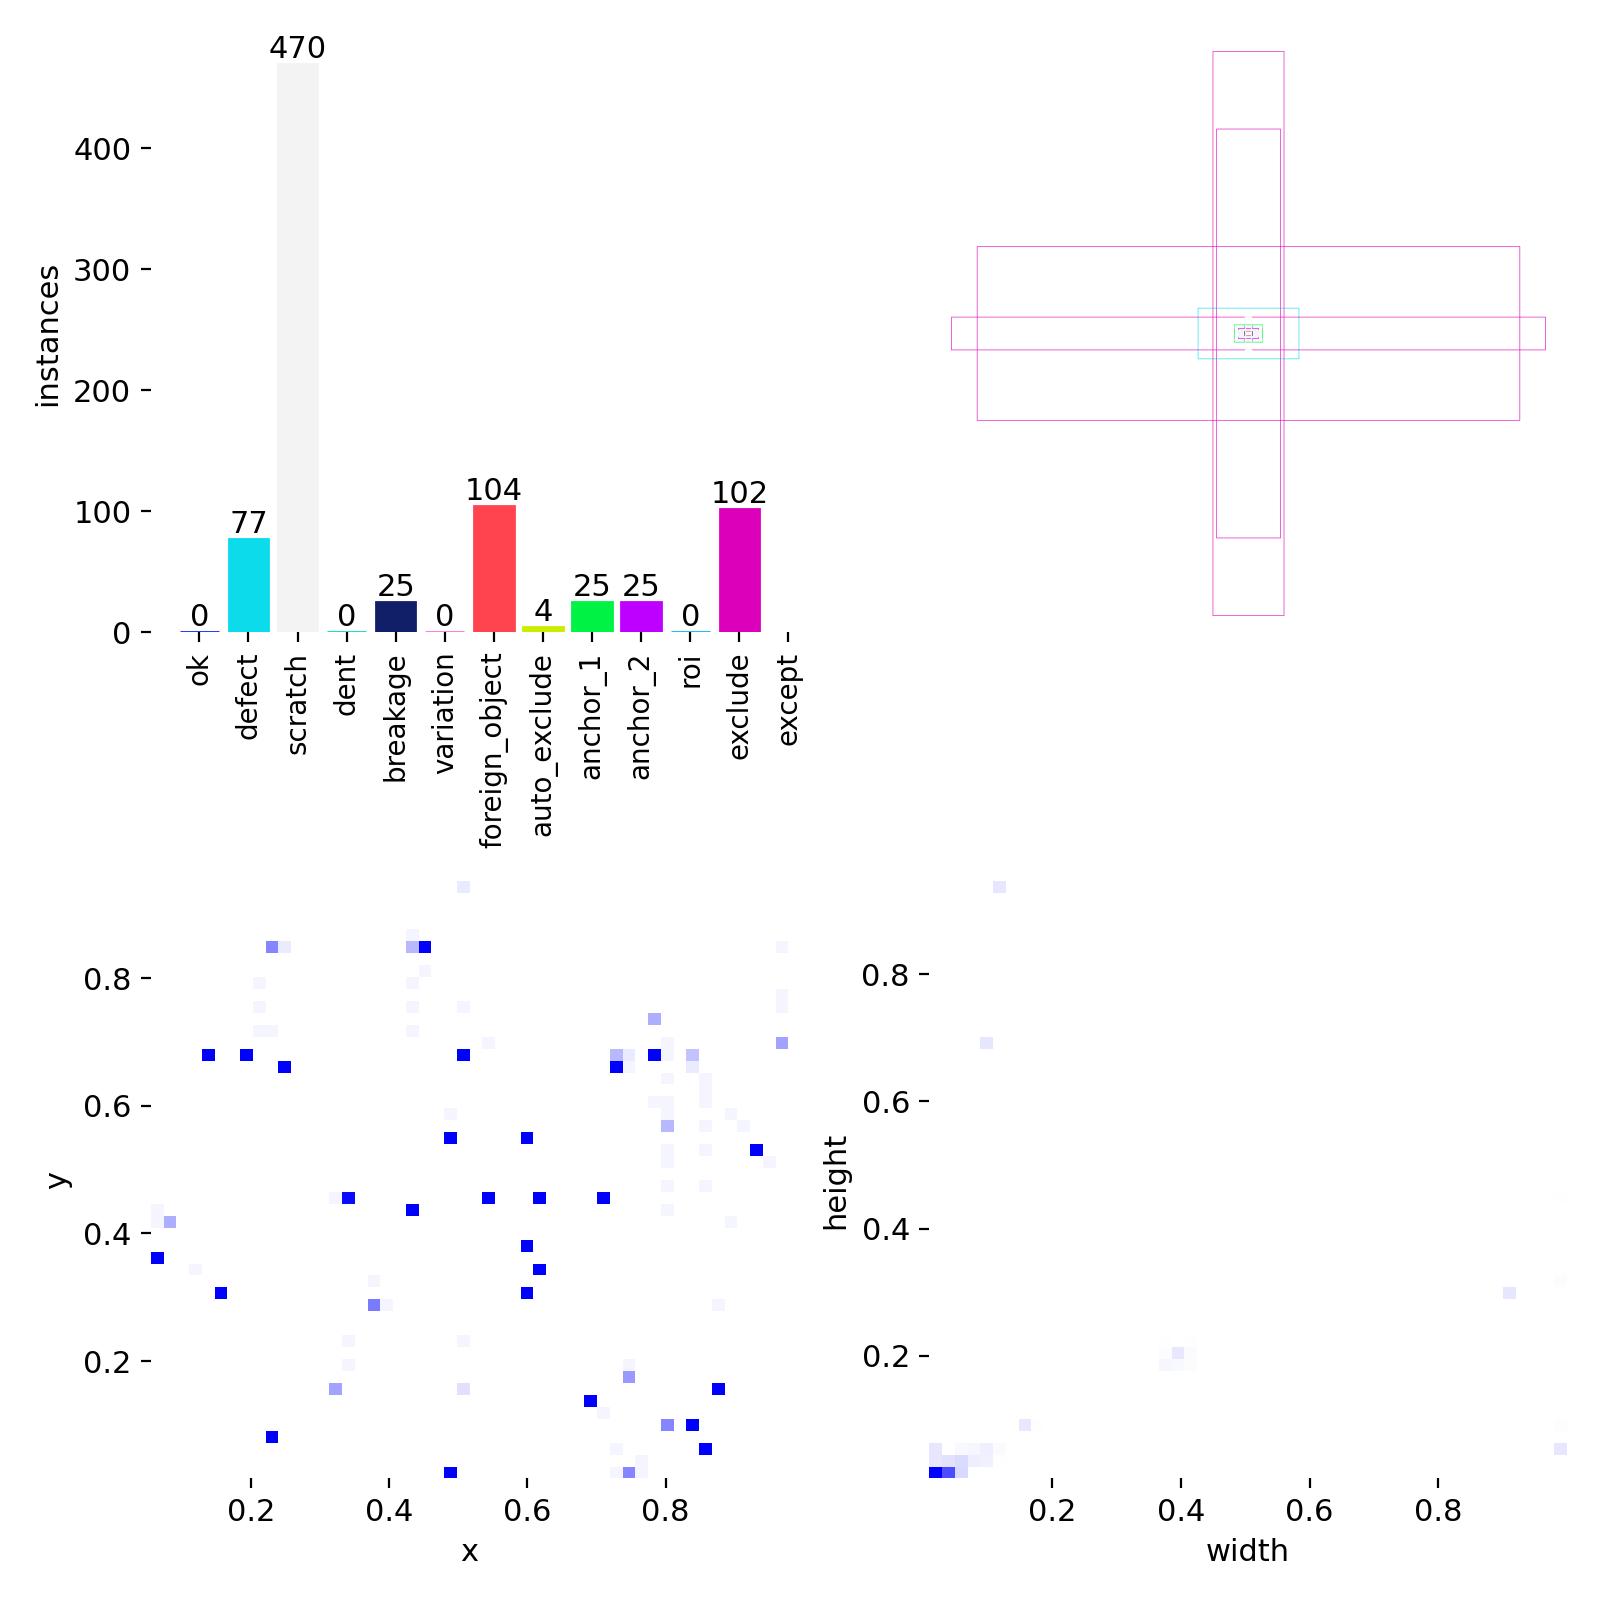 470
400
300
200
100
0
instances
0
77
0
25
0
104
4
25
25
0
102
ok
defect
scratch
dent
breakage
variation
foreign_object
auto_exclude
anchor_1
anchor_2
roi
exclude
except
0.8
0.6
0.4
0.2
y
0.2 0.4 0.6 0.8
x
0.8
0.6
0.4
0.2
height
0.2 0.4 0.6 0.8
width